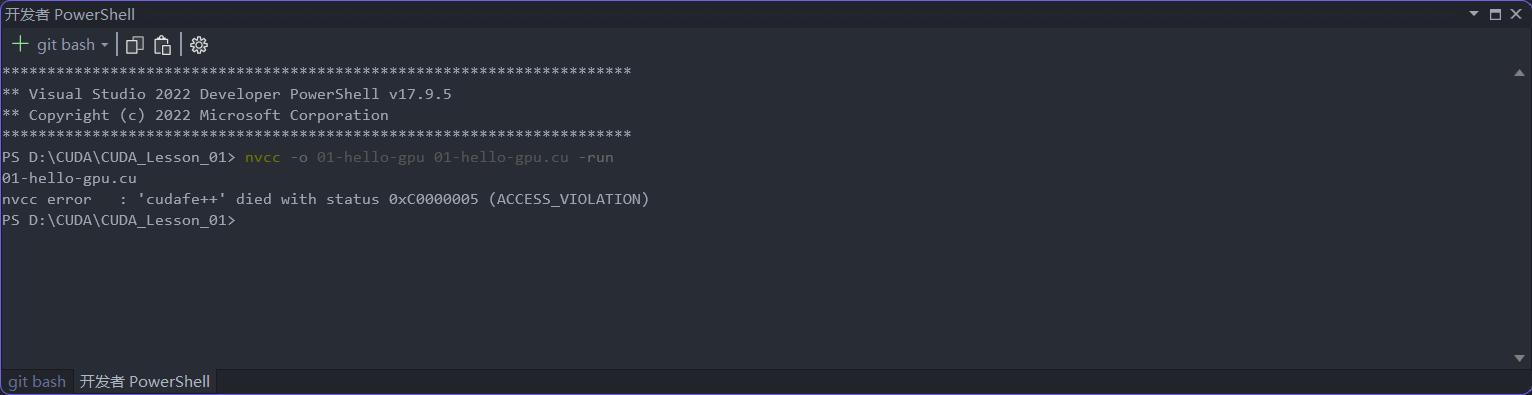 开发者 PowerShell
git bash
**********************************************************************
** Visual Studio 2022 Developer PowerShell v17.9.5
** Copyright (c) 2022 Microsoft Corporation
**********************************************************************
PS D:\CUDA\CUDA_Lesson_01> nvcc -o 01-hello-gpu 01-hello-gpu.cu -run
01-hello-gpu.cu
nvcc error   : 'cudafe++' died with status 0xC0000005 (ACCESS_VIOLATION)
PS D:\CUDA\CUDA_Lesson_01>
git bash 开发者 PowerShell